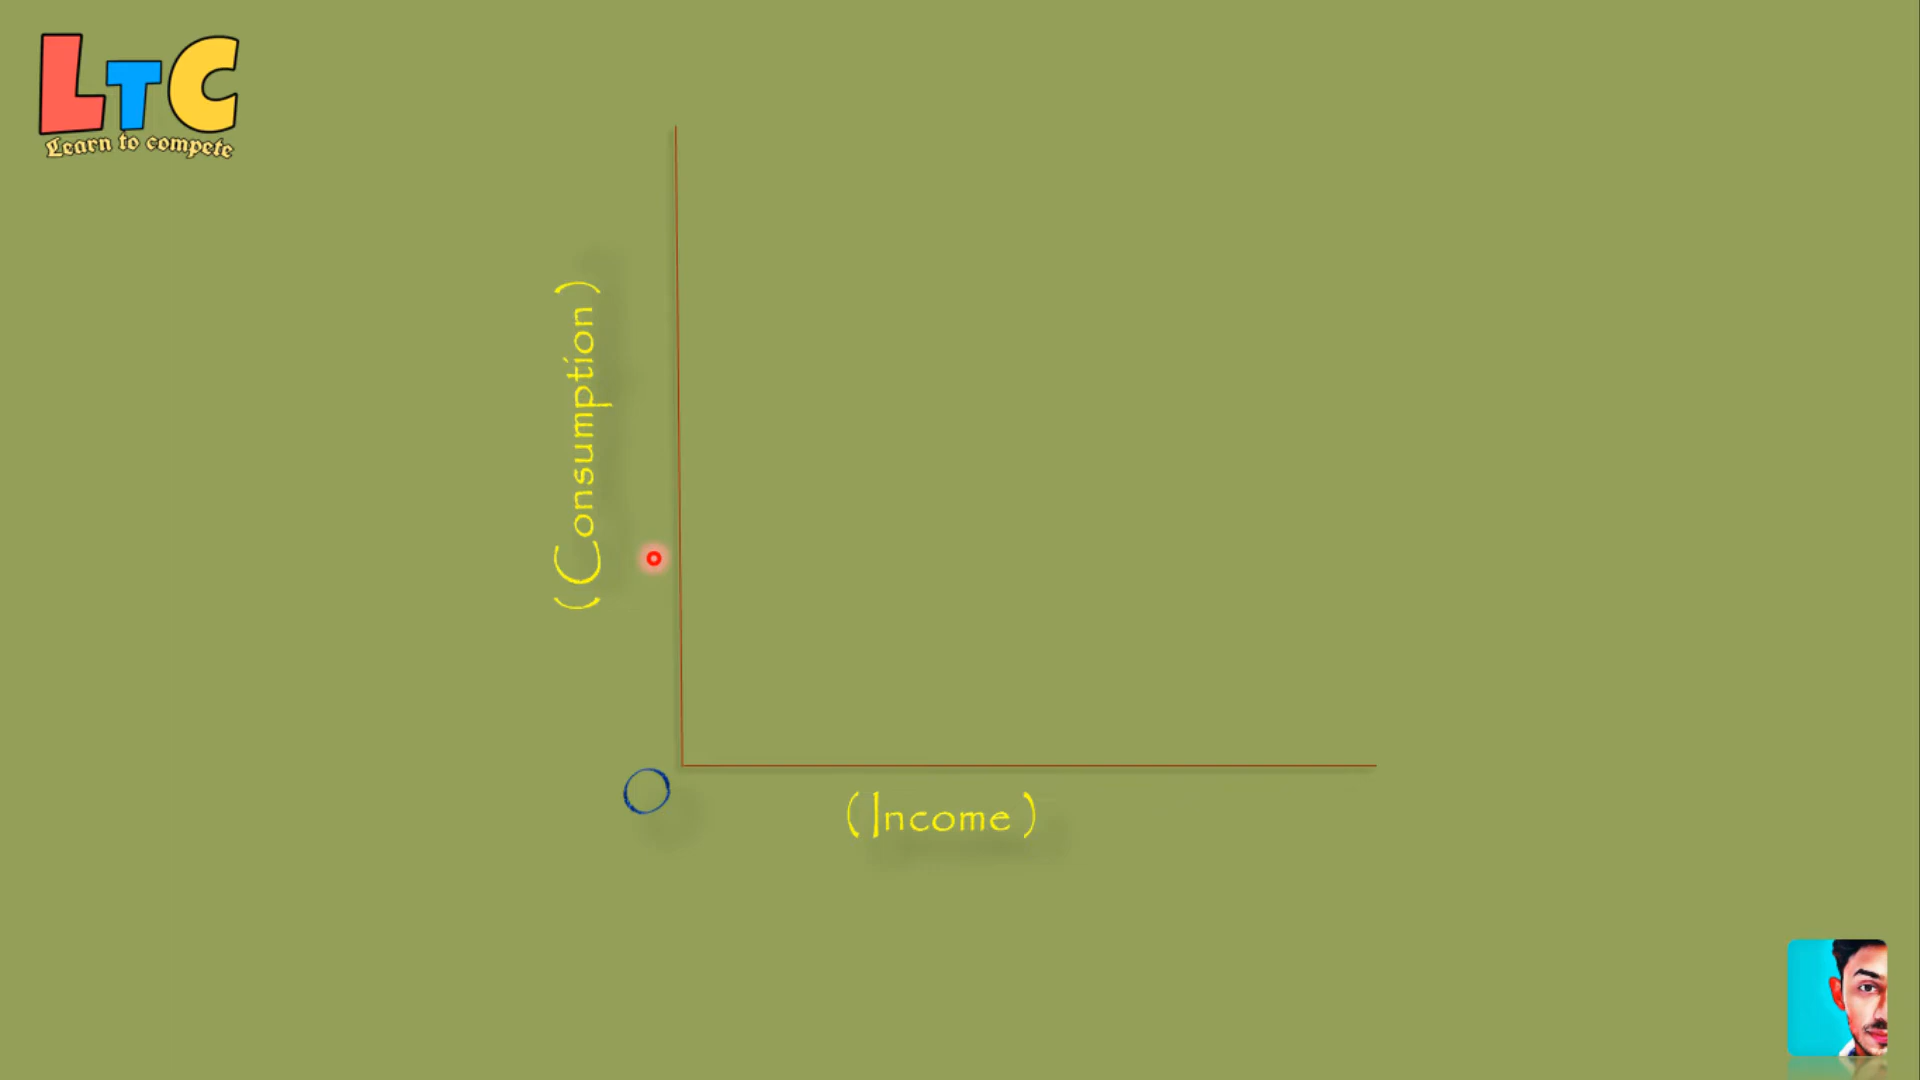 LTC
Learn to compete
( Consumption )
O
( Income )